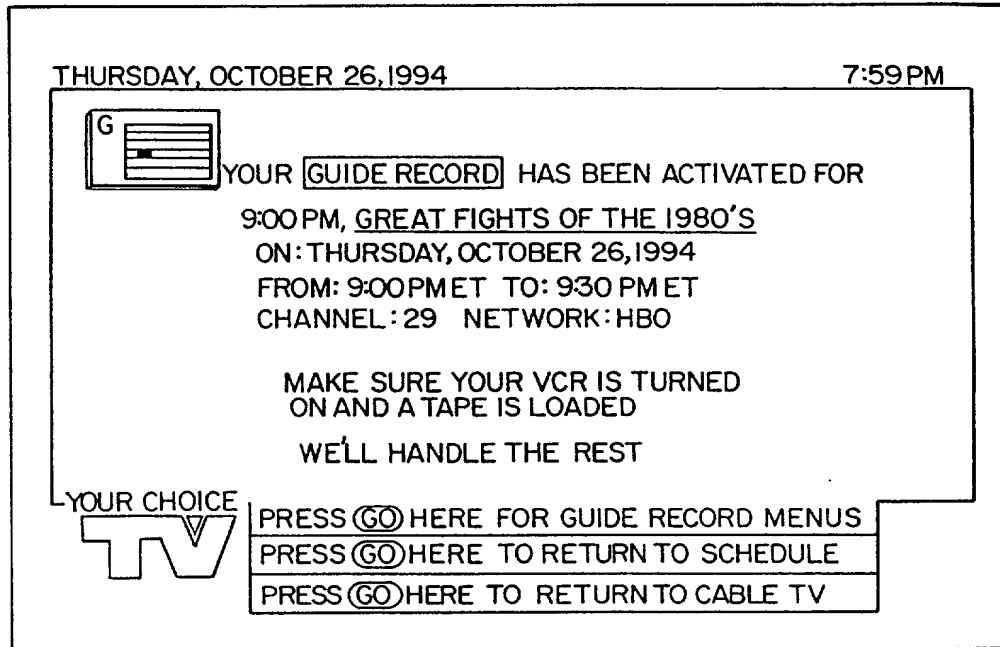 THURSDAY, OCTOBER 26, 1994 7:59 PM
G
YOUR GUIDE RECORD HAS BEEN ACTIVATED FOR
9:00 PM, GREAT FIGHTS OF THE 1980'S
ON: THURSDAY, OCTOBER 26, 1994
FROM: 9:00 PM ET TO: 9:30 PM ET
CHANNEL: 29 NETWORK: HBO
MAKE SURE YOUR VCR IS TURNED
ON AND A TAPE IS LOADED
WE'LL HANDLE THE REST
YOUR CHOICE
TV
PRESS GO HERE FOR GUIDE RECORD MENUS
PRESS GO HERE TO RETURN TO SCHEDULE
PRESS GO HERE TO RETURN TO CABLE TV